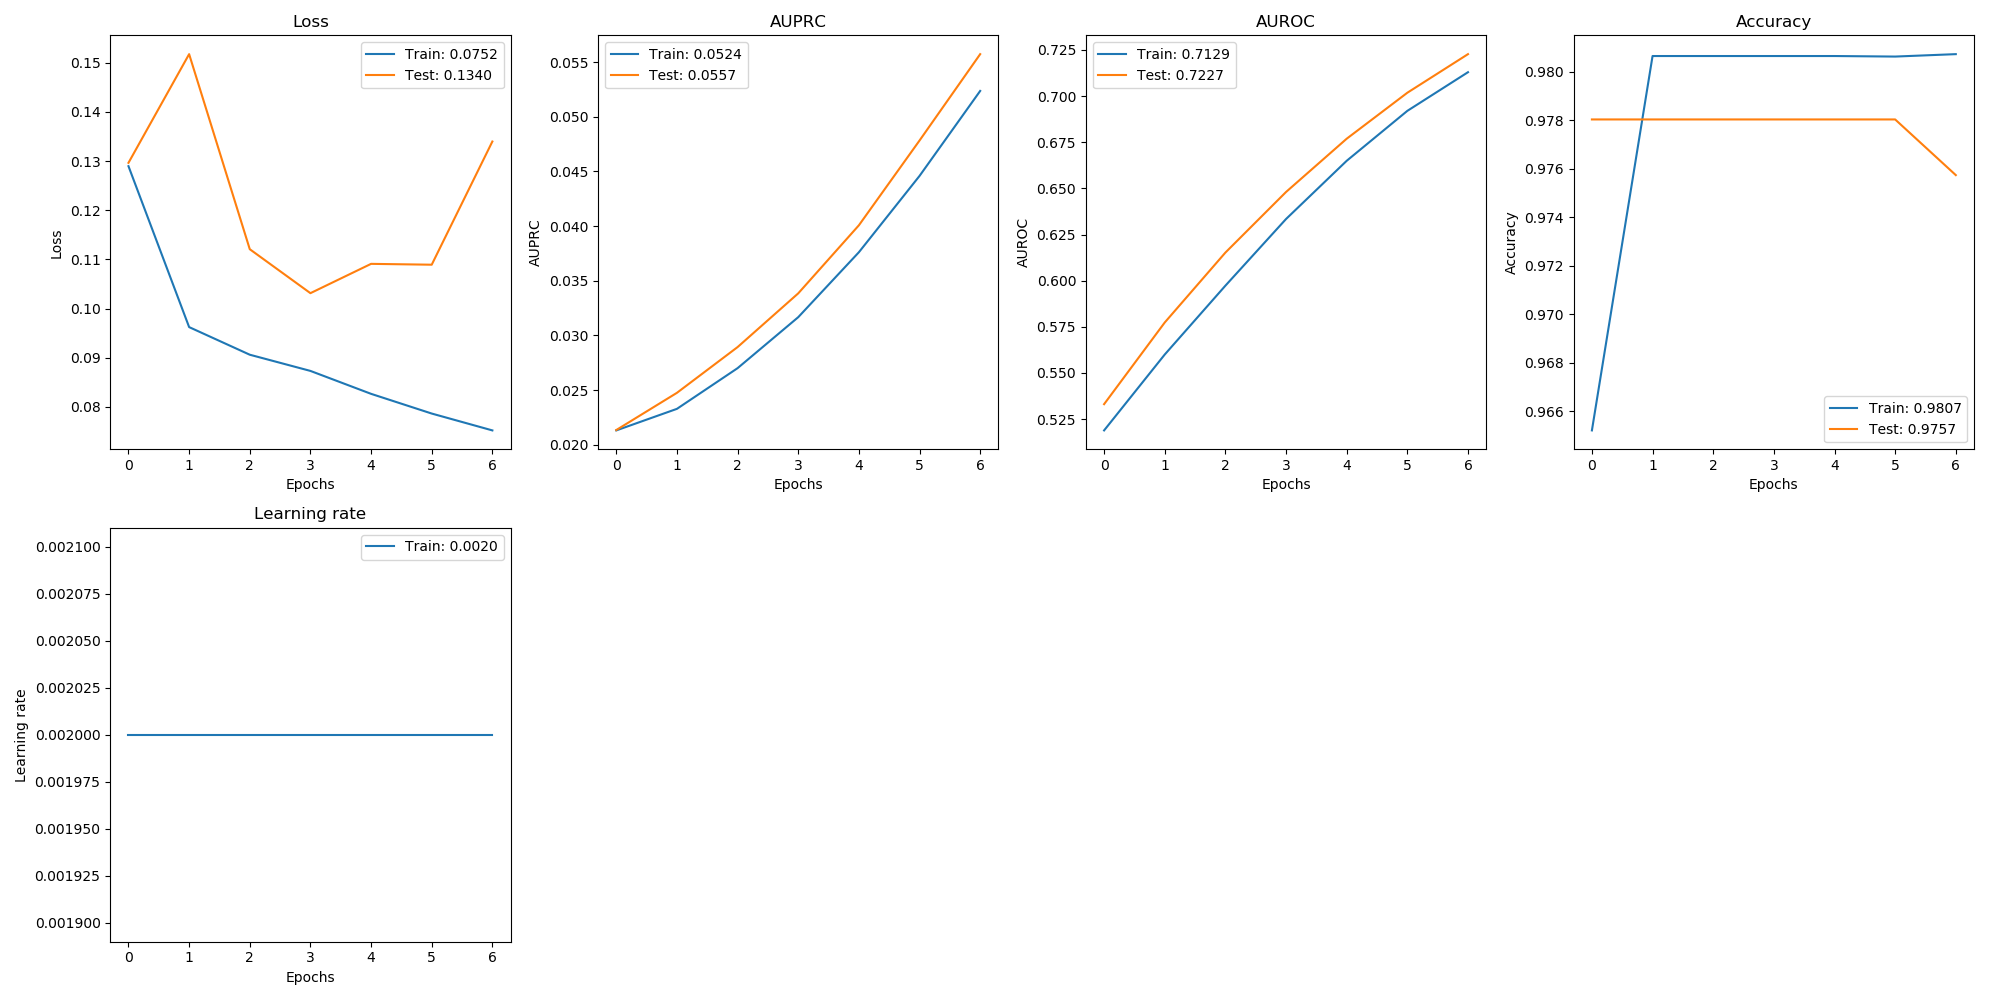 Loss
Train: 0.0752
Test: 0.1340
0.15
0.14
0.13
0.12
0.11
0.10
0.09
0.08
Loss
0 1 2 3 4 5 6
Epochs
AUPRC
Train: 0.0524
Test: 0.0557
0.055
0.050
0.045
0.040
0.035
0.030
0.025
0.020
AUPRC
0 1 2 3 4 5 6
Epochs
AUROC
Train: 0.7129
Test: 0.7227
0.725
0.700
0.675
0.650
0.625
0.600
0.575
0.550
0.525
AUROC
0 1 2 3 4 5 6
Epochs
Accuracy
0.980
0.978
0.976
0.974
0.972
0.970
0.968
0.966
Accuracy
Train: 0.9807
Test: 0.9757
0 1 2 3 4 5 6
Epochs
Learning rate
Train: 0.0020
0.002100
0.002075
0.002050
0.002025
0.002000
0.001975
0.001950
0.001925
0.001900
Learning rate
0 1 2 3 4 5 6
Epochs